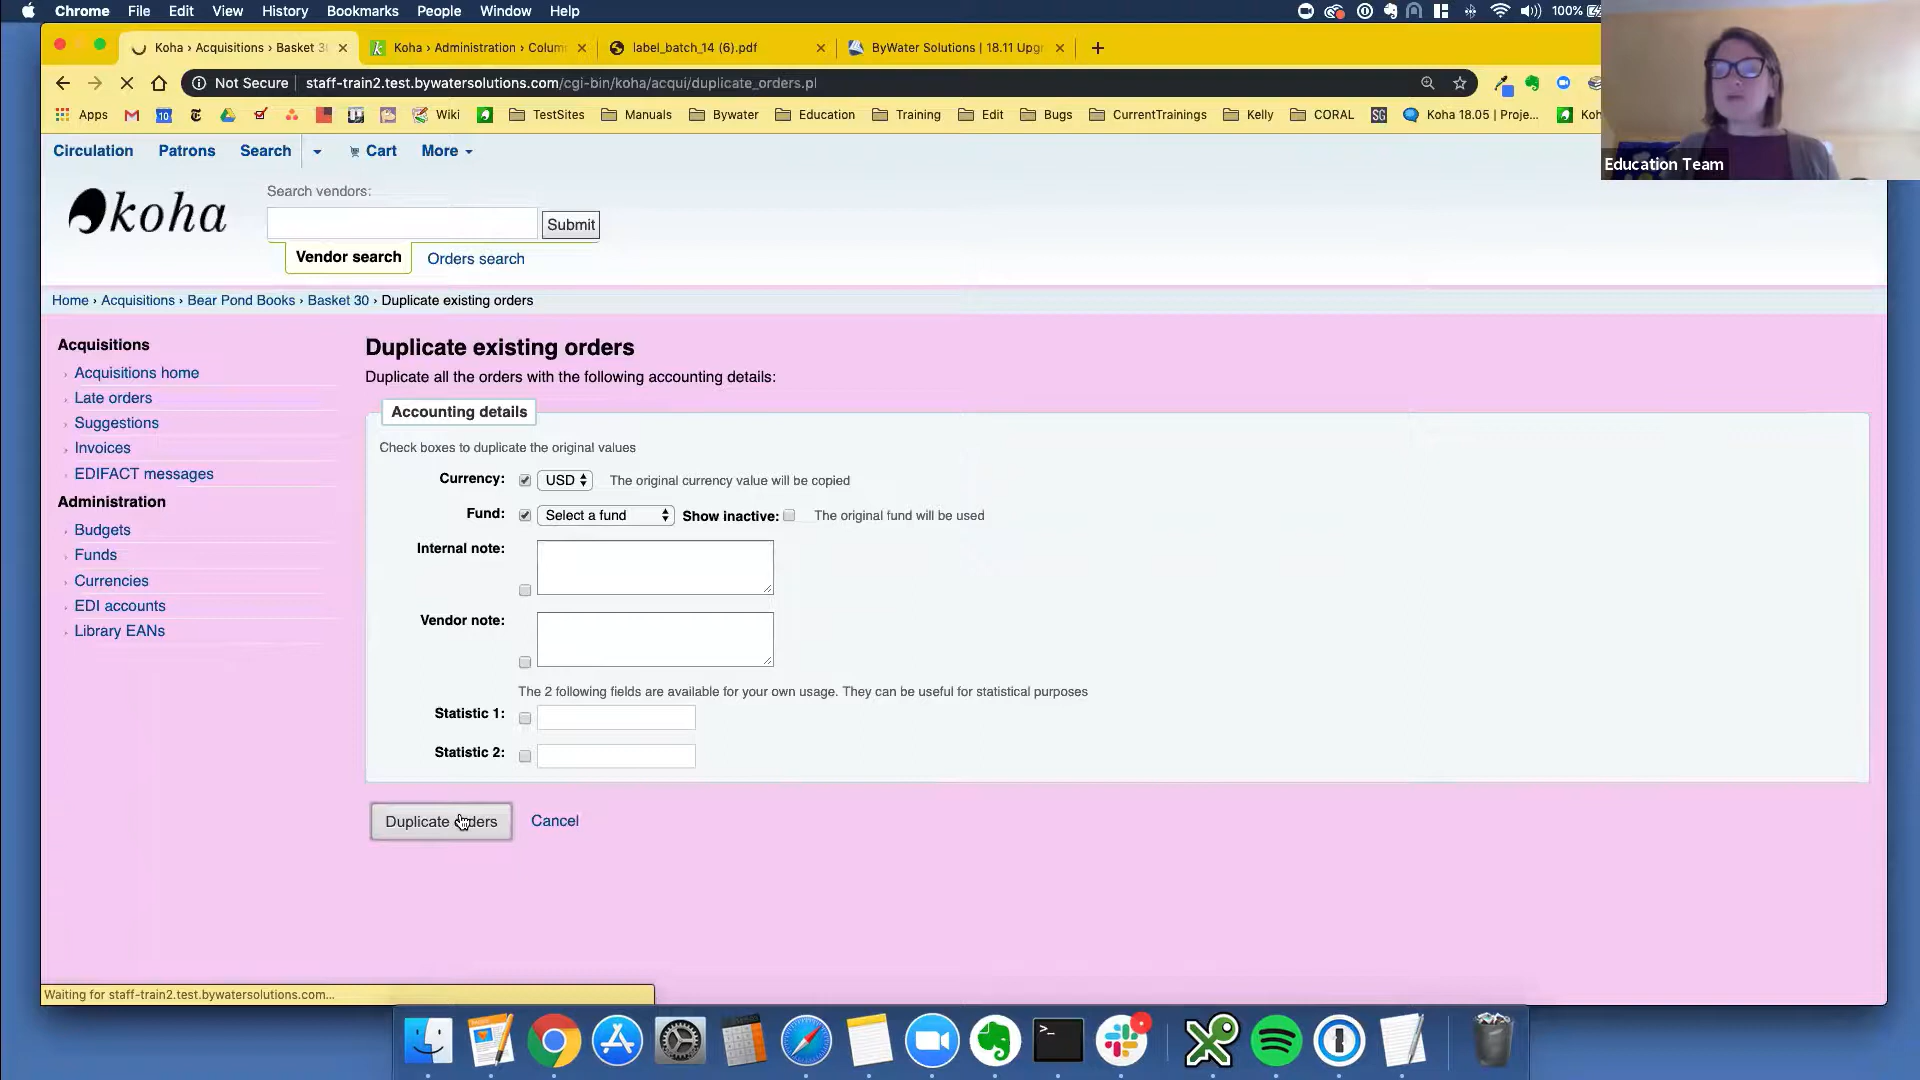 Chrome File Edit View History Bookmarks People Window Help 100%
Koha › Acquisitions › Basket 3
Koha › Administration › Colum
label_batch_14 (6).pdf
ByWater Solutions | 18.11 Upg
Not Secure staff-train2.test.bywatersolutions.com/cgi-bin/koha/acqui/duplicate_orders.pl
Apps Wiki TestSites Manuals Bywater Education Training Edit Bugs CurrentTrainings Kelly CORAL SG Koha 18.05 | Proje... Koh
Education Team
Circulation Patrons Search Cart More
koha
Search vendors:
Submit
Vendor search Orders search
Home › Acquisitions › Bear Pond Books › Basket 30 › Duplicate existing orders
Acquisitions
Acquisitions home
Late orders
Suggestions
Invoices
EDIFACT messages
Administration
Budgets
Funds
Currencies
EDI accounts
Library EANs
Duplicate existing orders
Duplicate all the orders with the following accounting details:
Accounting details
Check boxes to duplicate the original values
Currency: USD The original currency value will be copied
Fund: Select a fund Show inactive: The original fund will be used
Internal note:
Vendor note:
The 2 following fields are available for your own usage. They can be useful for statistical purposes
Statistic 1:
Statistic 2:
Duplicate orders Cancel
Waiting for staff-train2.test.bywatersolutions.com...